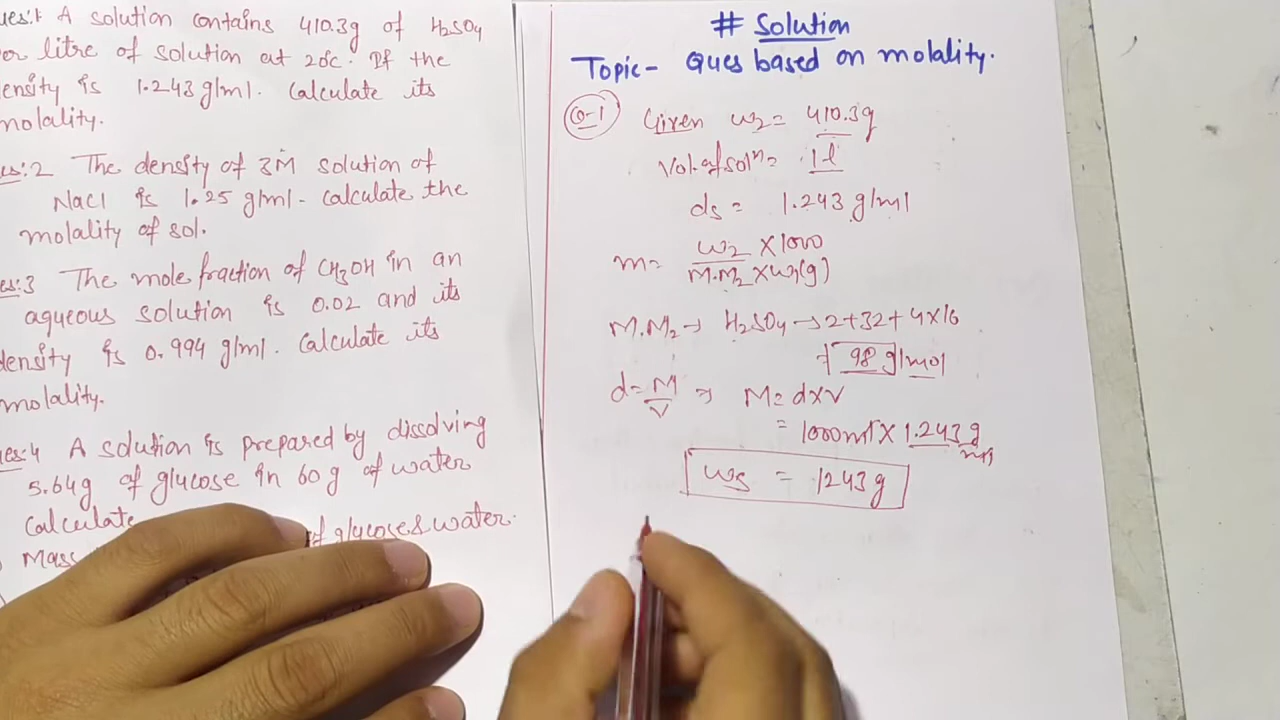 ues:1 A solution contains 410.3g of H₂SO₄
litre of solution at 20c. If the
ensity is 1.243 g/ml. Calculate its
molality.
es:2 The density of 3M solution of
NaCl is 1.25 g/ml. calculate the
molality of sol.
es:3 The mole fraction of CH₃OH in an
aqueous solution is 0.02 and its
density is 0.994 g/ml. Calculate its
molality.
es:4 A solution is prepared by dissolving
5.64g of glucose in 60g of water
Calculate of glucose & water.
Mass
# Solution
Topic- Ques based on molality.
Q-1 Given w₂= 410.3g
Vol. of solⁿ= 1l
ds = 1.243 g/ml
m= w₂ X 1000
M.M₂ X w₁(g)
M.M₂ → H₂SO₄ → 2+32+4×16
98 g/mol
d= M/V ⇒ M= d×V
= 1000ml X 1.243 g/ml
ws = 1243g